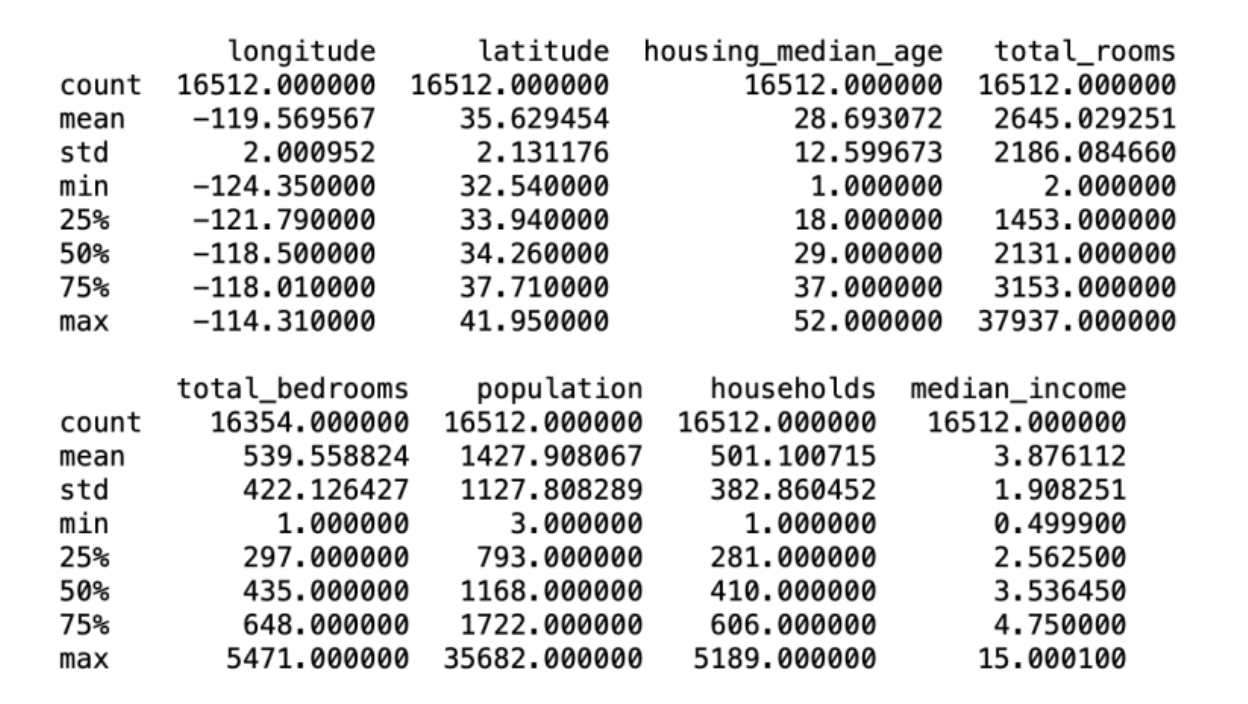 longitude latitude housing_median_age total_rooms
count 16512.000000 16512.000000 16512.000000 16512.000000
mean -119.569567 35.629454 28.693072 2645.029251
std 2.000952 2.131176 12.599673 2186.084660
min -124.350000 32.540000 1.000000 2.000000
25% -121.790000 33.940000 18.000000 1453.000000
50% -118.500000 34.260000 29.000000 2131.000000
75% -118.010000 37.710000 37.000000 3153.000000
max -114.310000 41.950000 52.000000 37937.000000
total_bedrooms population households median_income
count 16354.000000 16512.000000 16512.000000 16512.000000
mean 539.558824 1427.908067 501.100715 3.876112
std 422.126427 1127.808289 382.860452 1.908251
min 1.000000 3.000000 1.000000 0.499900
25% 297.000000 793.000000 281.000000 2.562500
50% 435.000000 1168.000000 410.000000 3.536450
75% 648.000000 1722.000000 606.000000 4.750000
max 5471.000000 35682.000000 5189.000000 15.000100